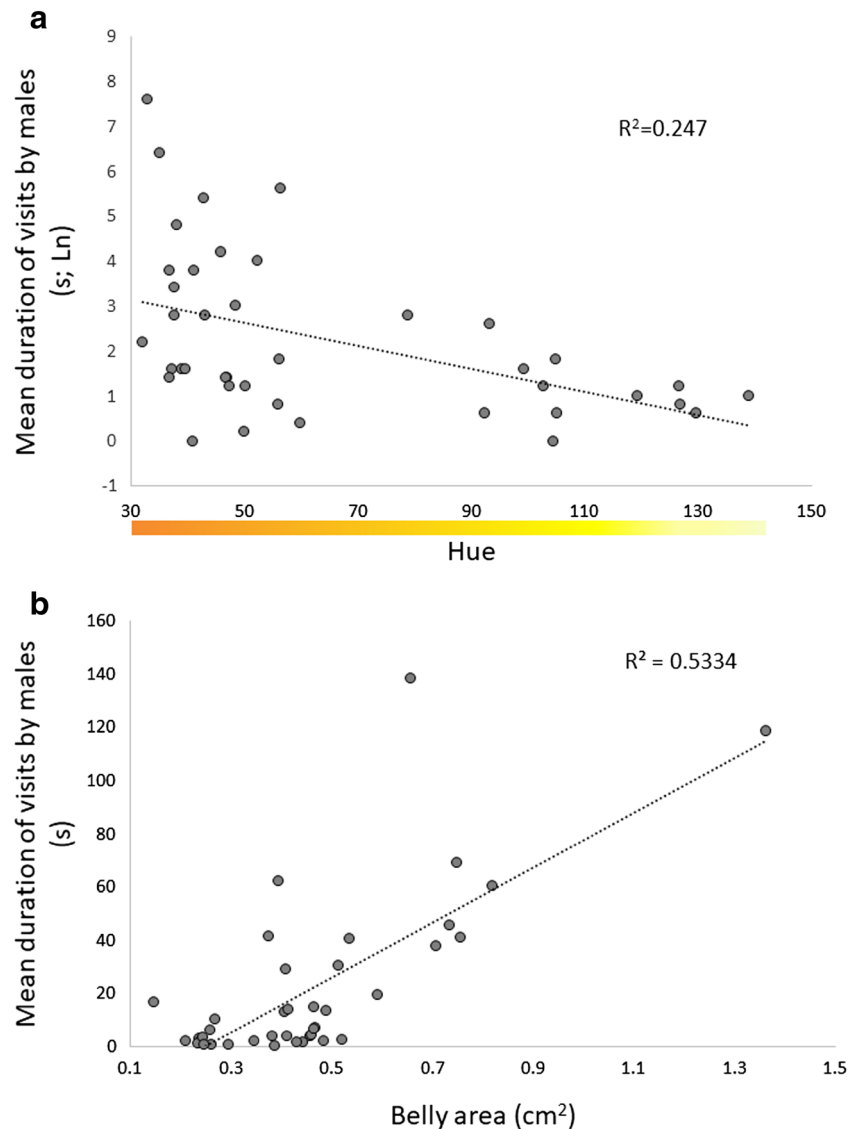 a
Mean duration of visits by males
(s; Ln)
9
8
7
6
5
4
3
2
1
0
-1
R²=0.247
30 50 70 90 110 130 150
Hue
b
Mean duration of visits by males
(s)
160
140
120
100
80
60
40
20
0
R² = 0.5334
0.1 0.3 0.5 0.7 0.9 1.1 1.3 1.5
Belly area (cm²)